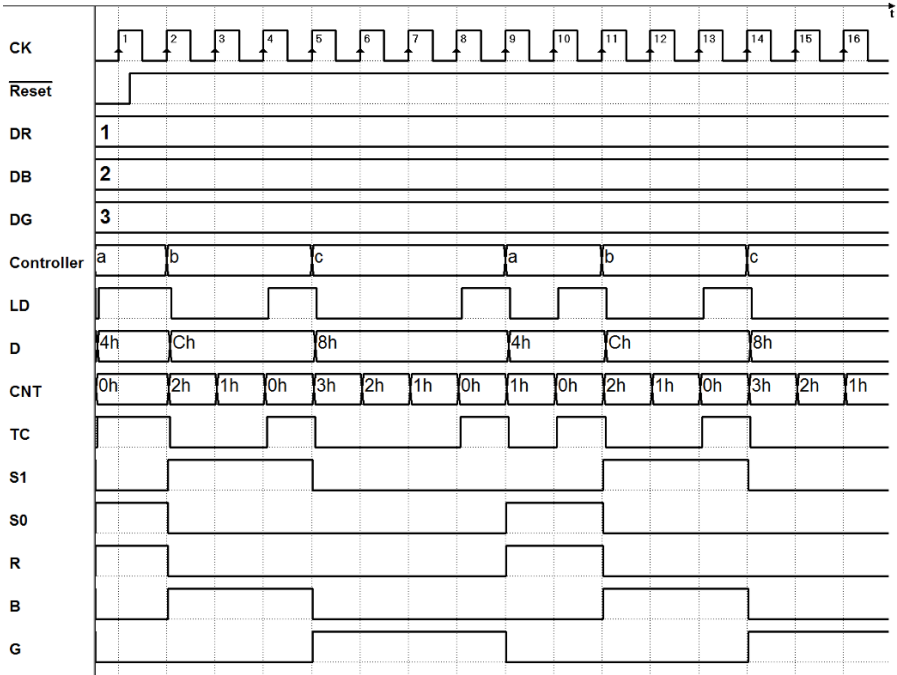 t
CK 1 2 3 4 5 6 7 8 9 10 11 12 13 14 15 16
Reset
DR 1
DB 2
DG 3
Controller a b c a b c
LD
D 4h Ch 8h 4h Ch 8h
CNT 0h 2h 1h 0h 3h 2h 1h 0h 1h 0h 2h 1h 0h 3h 2h 1h
TC
S1
S0
R
B
G